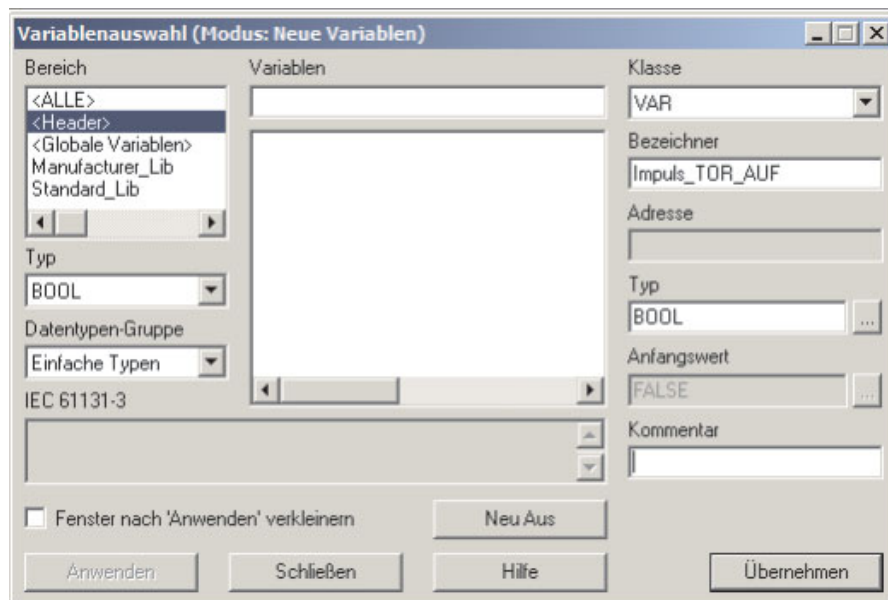 Variablenauswahl (Modus: Neue Variablen)
Bereich
<ALLE>
<Header>
<Globale Variablen>
Manufacturer_Lib
Standard_Lib
Typ
BOOL
Datentypen-Gruppe
Einfache Typen
IEC 61131-3
Variablen
Klasse
VAR
Bezeichner
Impuls_TOR_AUF
Adresse
Typ
BOOL
...
Anfangswert
FALSE
...
Kommentar
Fenster nach 'Anwenden' verkleinern
Neu Aus
Anwenden
Schließen
Hilfe
Übernehmen